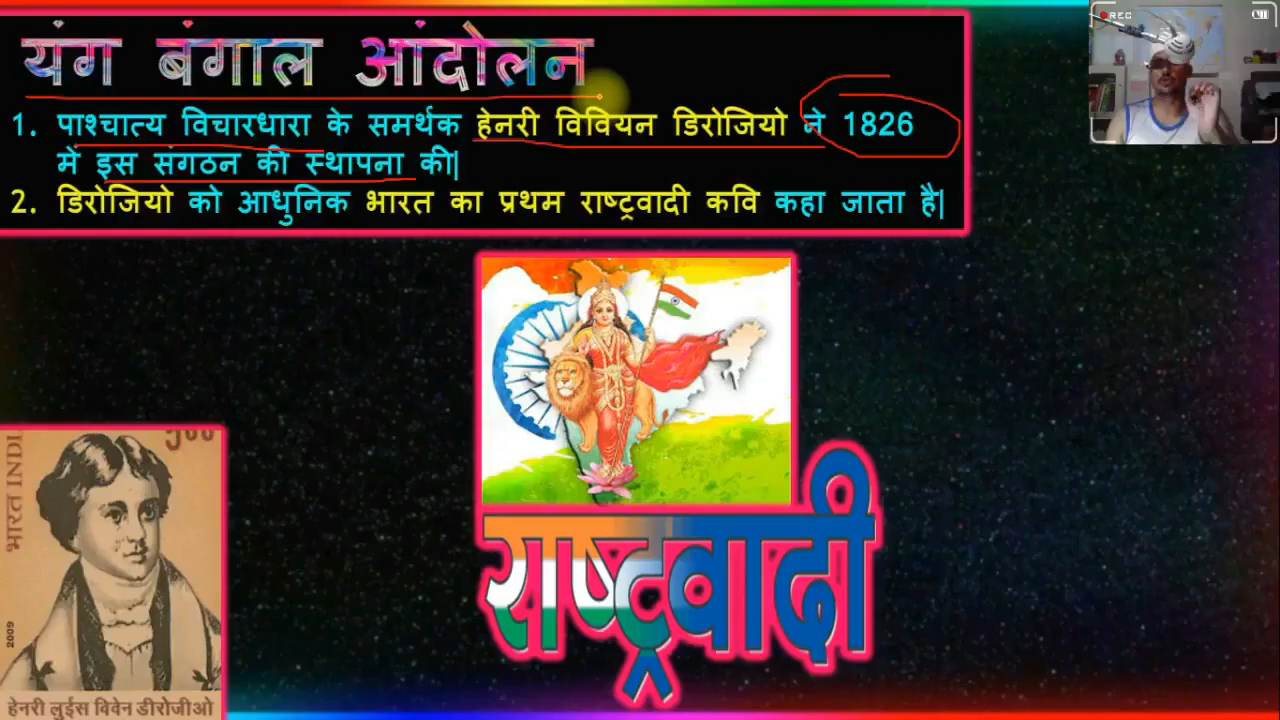 यंग बंगाल आंदोलन
REC
1. पाश्चात्य विचारधारा के समर्थक हेनरी विवियन डिरोजियो ने 1826
में इस संगठन की स्थापना की|
2. डिरोजियो को आधुनिक भारत का प्रथम राष्ट्रवादी कवि कहा जाता है|
राष्ट्रवादी
भारत INDI
2009
हेनरी लुईस विवेन डीरोजीओ